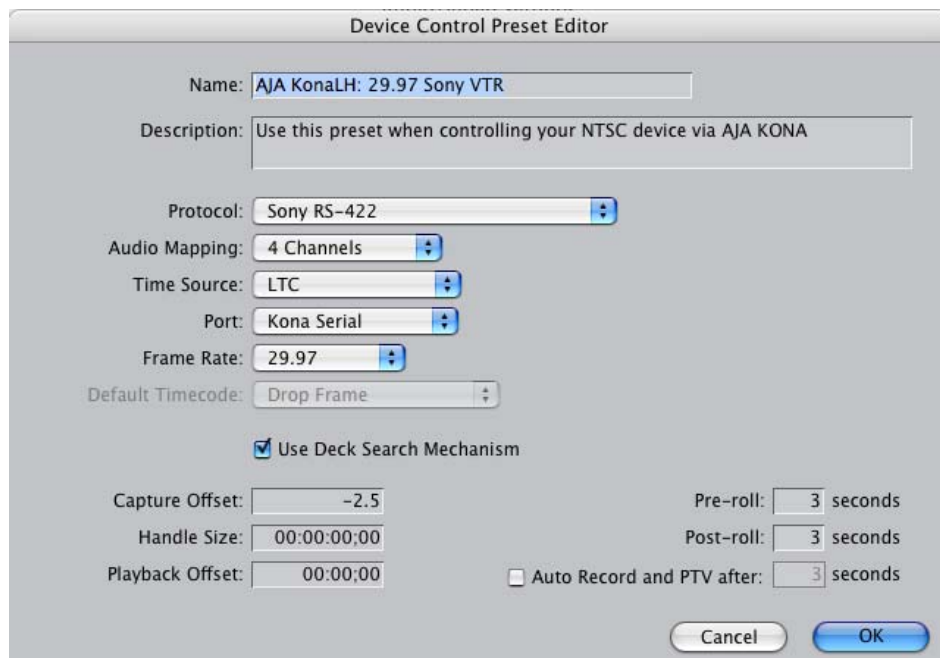 Device Control Preset Editor
Name: AJA KonaLH: 29.97 Sony VTR
Description: Use this preset when controlling your NTSC device via AJA KONA
Protocol: Sony RS-422
Audio Mapping: 4 Channels
Time Source: LTC
Port: Kona Serial
Frame Rate: 29.97
Default Timecode: Drop Frame
Use Deck Search Mechanism
Capture Offset: -2.5 Pre-roll: 3 seconds
Handle Size: 00:00:00;00 Post-roll: 3 seconds
Playback Offset: 00:00;00 Auto Record and PTV after: 3 seconds
Cancel OK